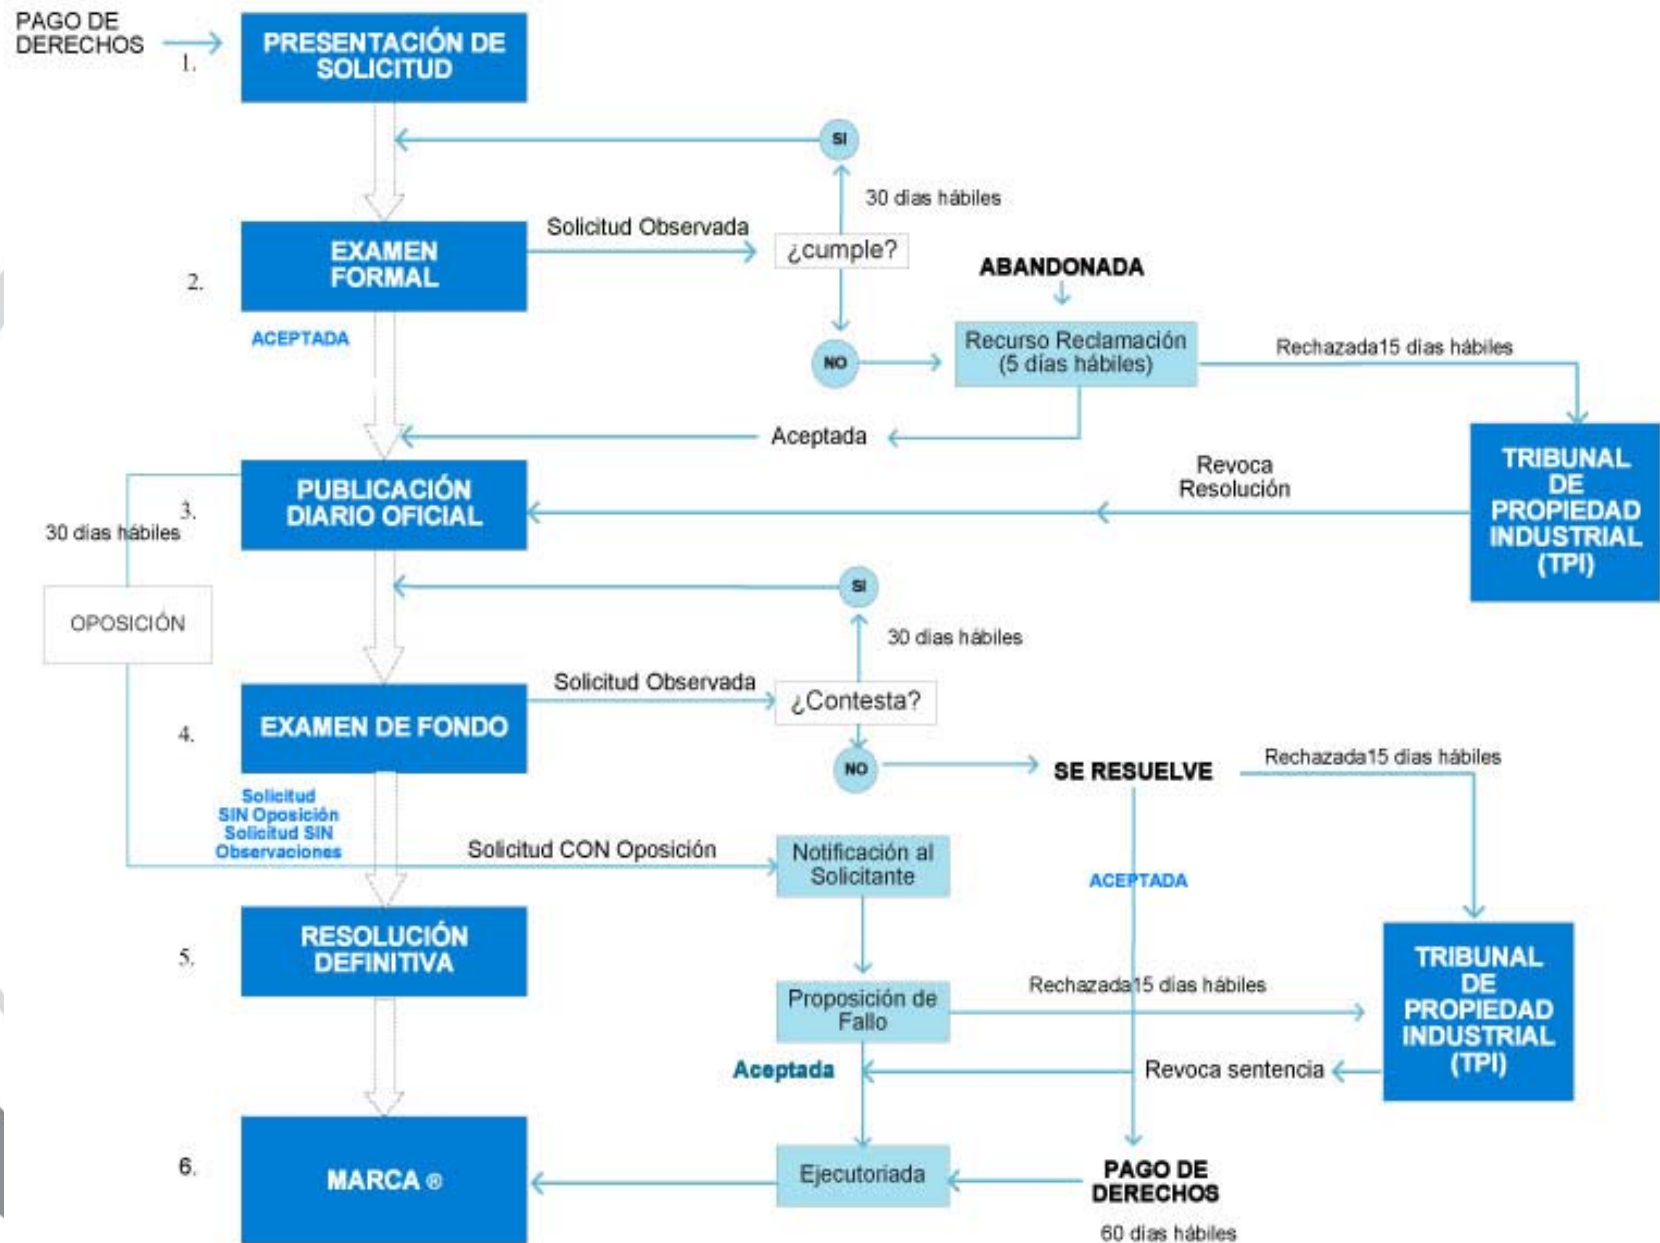 PAGO DE
DERECHOS
1.
PRESENTACIÓN DE
SOLICITUD
SI
30 días hábiles
Solicitud Observada
¿cumple?
2.
EXAMEN
FORMAL
ABANDONADA
ACEPTADA
NO
Recurso Reclamación
(5 días hábiles)
Rechazada15 días hábiles
Aceptada
TRIBUNAL
DE
PROPIEDAD
INDUSTRIAL
(TPI)
Revoca
Resolución
3.
PUBLICACIÓN
DIARIO OFICIAL
30 días hábiles
OPOSICIÓN
SI
30 días hábiles
Solicitud Observada
¿Contesta?
4.
EXAMEN DE FONDO
NO
SE RESUELVE
Rechazada15 días hábiles
Solicitud
SIN Oposición
Solicitud SIN
Observaciones
Solicitud CON Oposición
Notificación al
Solicitante
ACEPTADA
5.
RESOLUCIÓN
DEFINITIVA
Proposición de
Fallo
Rechazada15 días hábiles
TRIBUNAL
DE
PROPIEDAD
INDUSTRIAL
(TPI)
Aceptada
Revoca sentencia
6.
MARCA ®
Ejecutoriada
PAGO DE
DERECHOS
60 días hábiles